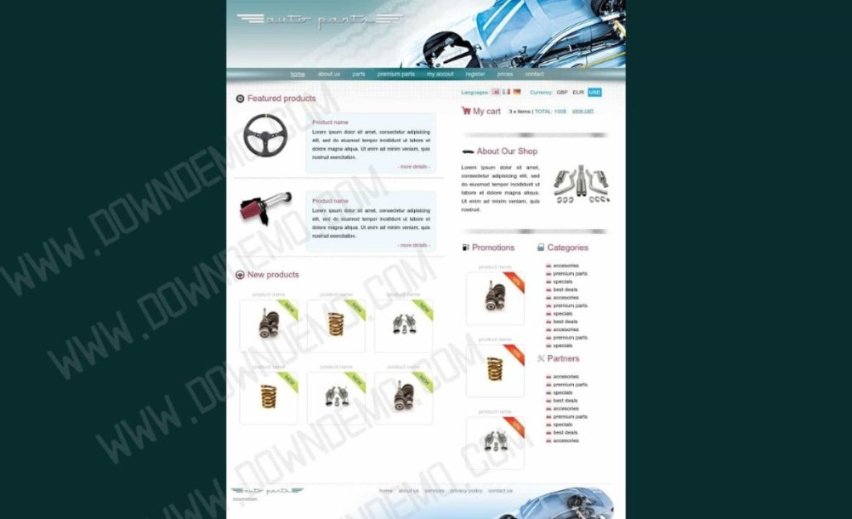 auto parts
home about us parts premium parts my account register prices contact
Languages: Currency: GBP EUR USD
Featured products
My cart 3 x items | TOTAL: 100$ view cart
Product name
Lorem ipsum dolor sit amet, consectetur adipisicing
elit, sed do eiusmod tempor incididunt ut labore et
dolore magna aliqua. Ut enim ad minim veniam, quis
nostrud exercitation.
- more details -
About Our Shop
Lorem ipsum dolor sit
amet, consectetur
adipisicing elit, sed
do eiusmod tempor
incididunt ut labore et
dolore magna aliqua.
Ut enim ad minim
veniam, quis nostrud.
Product name
Lorem ipsum dolor sit amet, consectetur adipisicing
elit, sed do eiusmod tempor incididunt ut labore et
dolore magna aliqua. Ut enim ad minim veniam, quis
nostrud exercitation.
- more details -
New products
product name product name product name
NEW NEW NEW
product name product name product name
NEW NEW NEW
Promotions
product name
product name
product name
Categories
accesories
premium parts
specials
best deals
accesories
premium parts
specials
best deals
accesories
premium parts
specials
Partners
accesories
premium parts
specials
best deals
accesories
premium parts
specials
best deals
accesories
auto parts
home about us services privacy policy contact us
WWW.DOWNDEMO.COM
WWW.DOWNDEMO.COM
WWW.DOWNDEMO.COM
WWW.DOWNDEMO.COM